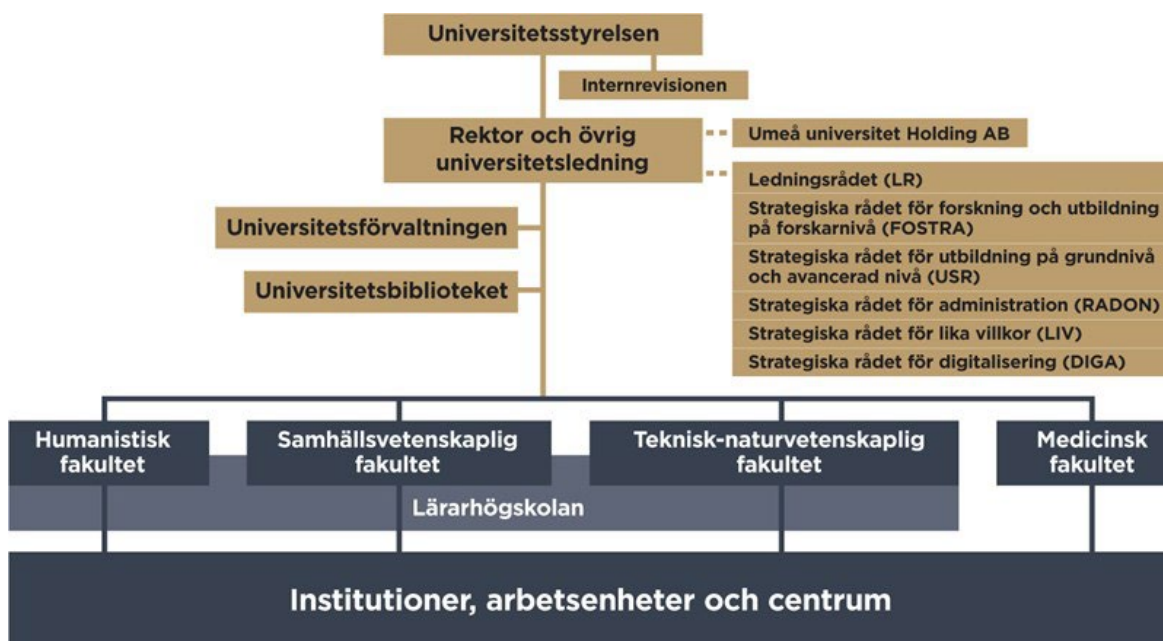 Universitetsstyrelsen
Internrevisionen
Rektor och övrig
universitetsledning
Umeå universitet Holding AB
Ledningsrådet (LR)
Strategiska rådet för forskning och utbildning
på forskarnivå (FOSTRA)
Strategiska rådet för utbildning på grundnivå
och avancerad nivå (USR)
Strategiska rådet för administration (RADON)
Strategiska rådet för lika villkor (LIV)
Strategiska rådet för digitalisering (DIGA)
Universitetsförvaltningen
Universitetsbiblioteket
Humanistisk
fakultet
Samhällsvetenskaplig
fakultet
Teknisk-naturvetenskaplig
fakultet
Medicinsk
fakultet
Lärarhögskolan
Institutioner, arbetsenheter och centrum